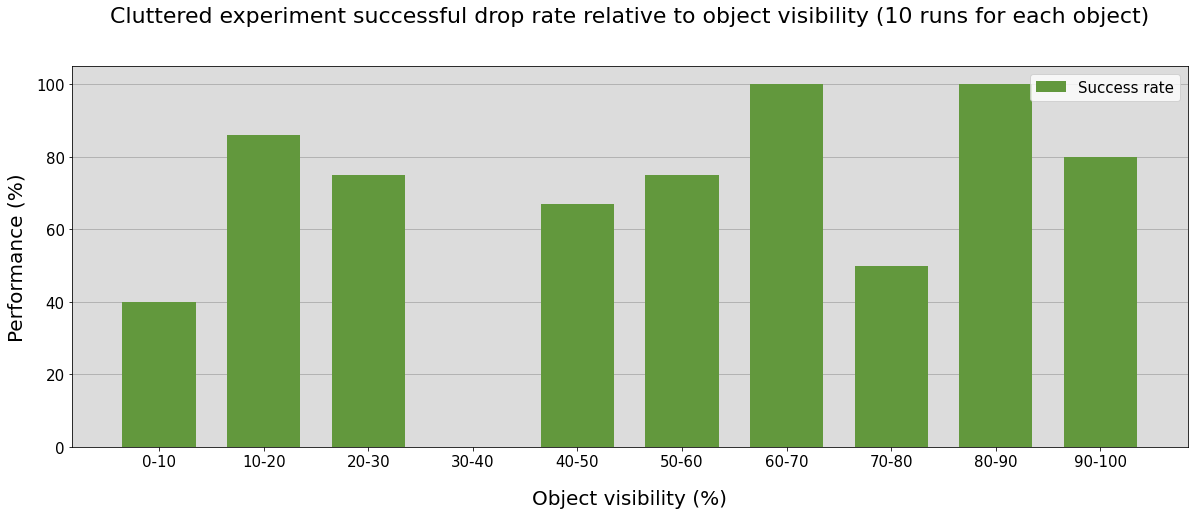 Cluttered experiment successful drop rate relative to object visibility (10 runs for each object)
Success rate
Performance (%)
100
80
60
40
20
0
0-10 10-20 20-30 30-40 40-50 50-60 60-70 70-80 80-90 90-100
Object visibility (%)